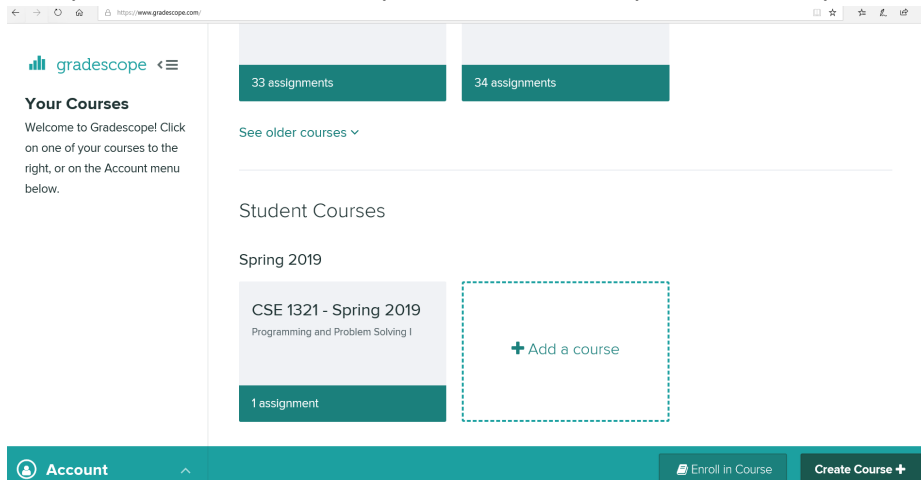 https://www.gradescope.com/
gradescope
Your Courses
Welcome to Gradescope! Click
on one of your courses to the
right, or on the Account menu
below.
33 assignments
34 assignments
See older courses
Student Courses
Spring 2019
CSE 1321 - Spring 2019
Programming and Problem Solving I
1 assignment
+ Add a course
Account
Enroll in Course
Create Course +